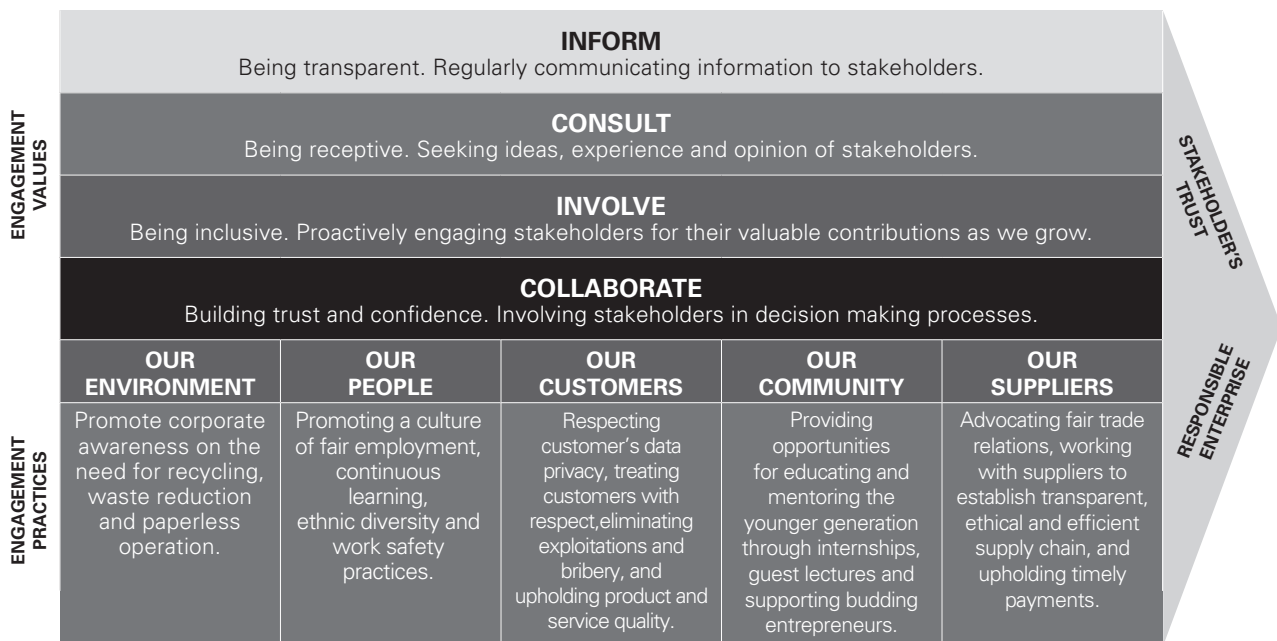 ENGAGEMENT
VALUES
INFORM
Being transparent. Regularly communicating information to stakeholders.
CONSULT
Being receptive. Seeking ideas, experience and opinion of stakeholders.
INVOLVE
Being inclusive. Proactively engaging stakeholders for their valuable contributions as we grow.
COLLABORATE
Building trust and confidence. Involving stakeholders in decision making processes.
ENGAGEMENT
PRACTICES
OUR
ENVIRONMENT
Promote corporate
awareness on the
need for recycling,
waste reduction
and paperless
operation.
OUR
PEOPLE
Promoting a culture
of fair employment,
continuous
learning,
ethnic diversity and
work safety
practices.
OUR
CUSTOMERS
Respecting
customer's data
privacy, treating
customers with
respect,eliminating
exploitations and
bribery, and
upholding product and
service quality.
OUR
COMMUNITY
Providing
opportunities
for educating and
mentoring the
younger generation
through internships,
guest lectures and
supporting budding
entrepreneurs.
OUR
SUPPLIERS
Advocating fair trade
relations, working
with suppliers to
establish transparent,
ethical and efficient
supply chain, and
upholding timely
payments.
STAKEHOLDER'S
TRUST
RESPONSIBLE
ENTERPRISE